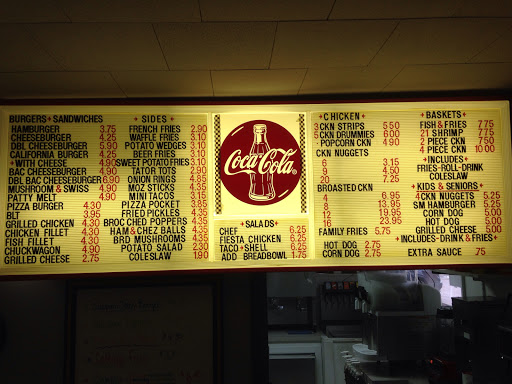 BURGERS+SANDWICHES
HAMBURGER 3.75
CHEESEBURGER 4.25
DBL CHEESEBURGER 5.90
CALIFORNIA BURGER 4.25
+WITH CHEESE 4.90
BAC CHEESEBURGER 4.90
DBL BAC CHEESEBURGER 6.90
MUSHROOM & SWISS 4.90
PATTY MELT 4.90
PIZZA BURGER 4.30
BLT 3.95
GRILLED CHICKEN 4.30
CHICKEN FILLET 4.30
FISH FILLET 4.30
CHUCKWAGON 4.90
GRILLED CHEESE 2.75
+SIDES+
FRENCH FRIES 2.90
WAFFLE FRIES 3.10
POTATO WEDGES 3.10
BEER FRIES 3.10
SWEET POTATO FRIES 3.10
TATOR TOTS 2.90
ONION RINGS 4.85
MOZ STICKS 4.35
MINI TACOS 3.15
PIZZA POCKET 3.85
FRIED PICKLES 4.35
BROC CHED POPPERS 4.35
HAM&CHEZ BALLS 4.35
BRD MUSHROOMS 4.35
POTATO SALAD 2.30
COLESLAW 1.90
Coca-Cola
+SALADS+
CHEF 6.25
FIESTA CHICKEN 6.25
TACO+SHELL 6.25
ADD BREADBOWL 1.75
+CHICKEN+
3CKN STRIPS 5.50
5CKN DRUMMIES 6.00
+POPCORN CKN 4.90
CKN NUGGETS
6 3.15
9 4.50
15 7.25
BROASTED CKN
4 6.95
8 13.95
12 19.95
16 23.95
FAMILY FRIES 5.75
HOT DOG 2.75
CORN DOG 2.75
+BASKETS+
FISH&FRIES 7.75
21 SHRIMP 7.75
2 PIECE CKN 7.50
4 PIECE CKN 10.00
+INCLUDES+
FRIES-ROLL-DRINK
COLESLAW
+KIDS & SENIORS+
4CKN NUGGETS 5.25
SM HAMBURGER 5.25
CORN DOG 5.00
HOT DOG 5.00
GRILLED CHEESE 5.00
+INCLUDES-DRINK&FRIES+
EXTRA SAUCE .75